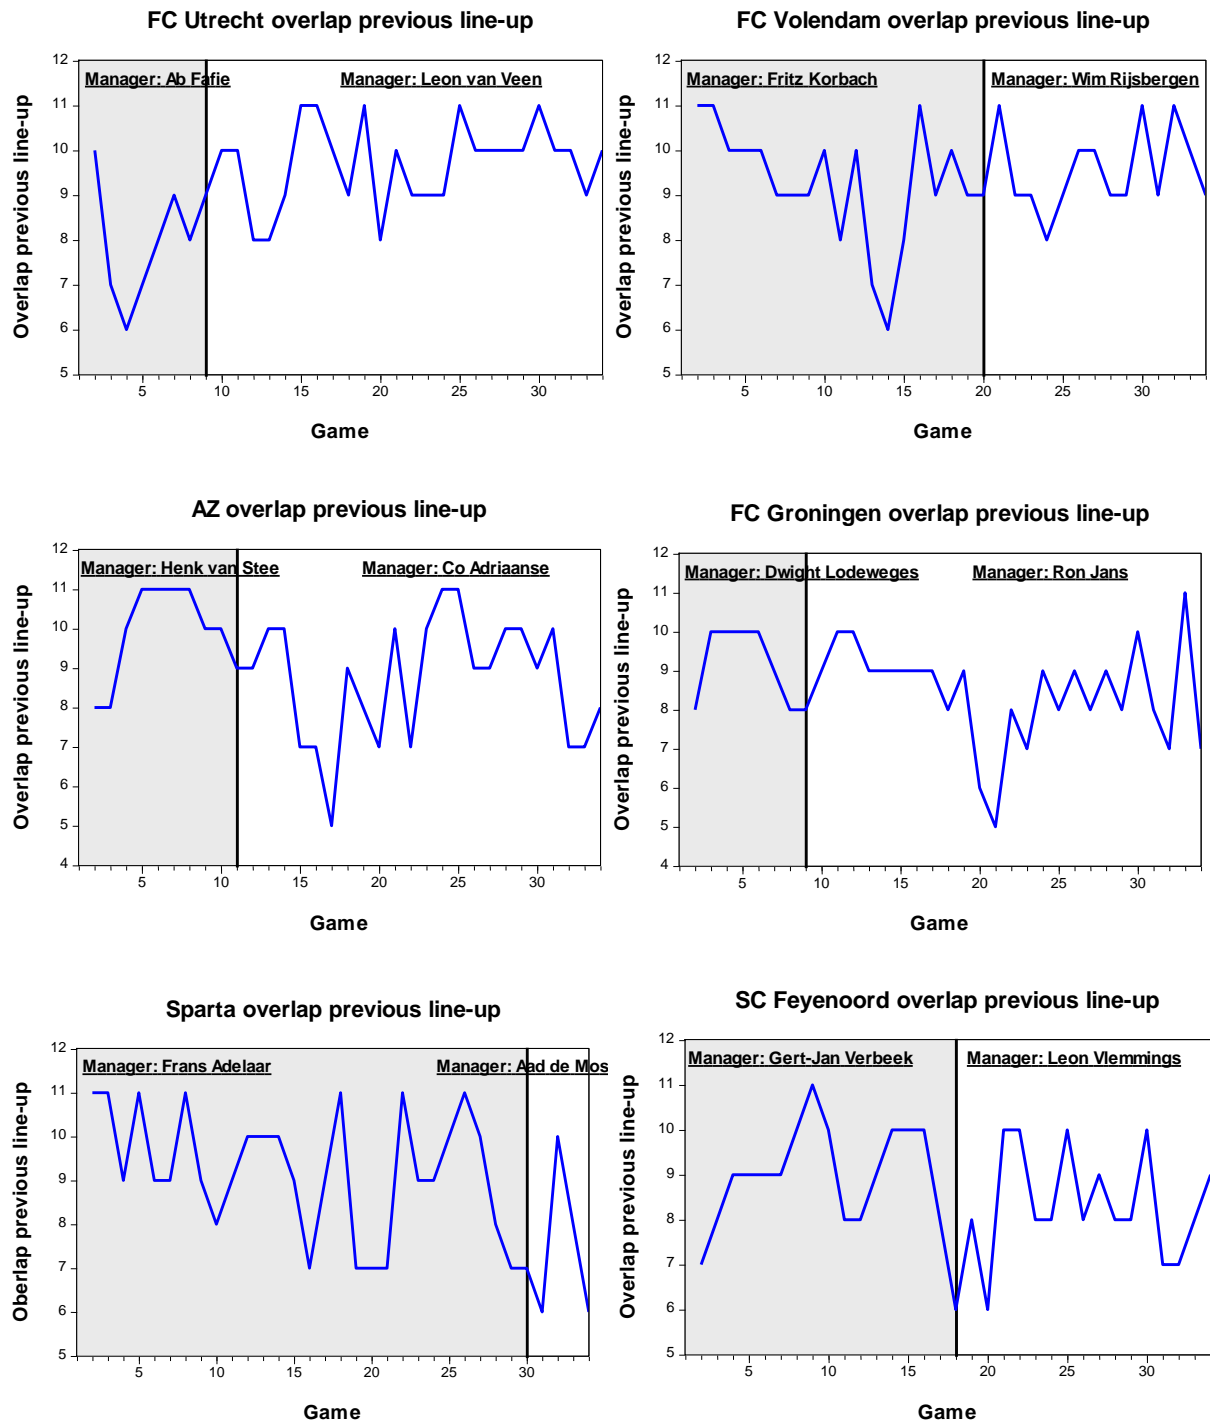 FC Utrecht overlap previous line-up
12
Manager: Ab Fafie
Manager: Leon van Veen
11
10
9
8
7
6
5
Overlap previous line-up
5 10 15 20 25 30
Game
FC Volendam overlap previous line-up
12
Manager: Fritz Korbach
Manager: Wim Rijsbergen
11
10
9
8
7
6
5
Overlap previous line-up
5 10 15 20 25 30
Game
AZ overlap previous line-up
12
Manager: Henk van Stee
Manager: Co Adriaanse
11
10
9
8
7
6
5
4
Overlap previous line-up
5 10 15 20 25 30
Game
FC Groningen overlap previous line-up
12
Manager: Dwight Lodeweges
Manager: Ron Jans
11
10
9
8
7
6
5
4
Overlap previous line-up
5 10 15 20 25 30
Game
Sparta overlap previous line-up
12
Manager: Frans Adelaar
Manager: Aad de Mos
11
10
9
8
7
6
5
Oberlap previous line-up
5 10 15 20 25 30
Game
SC Feyenoord overlap previous line-up
12
Manager: Gert-Jan Verbeek
Manager: Leon Vlemmings
11
10
9
8
7
6
5
Overlap previous line-up
5 10 15 20 25 30
Game